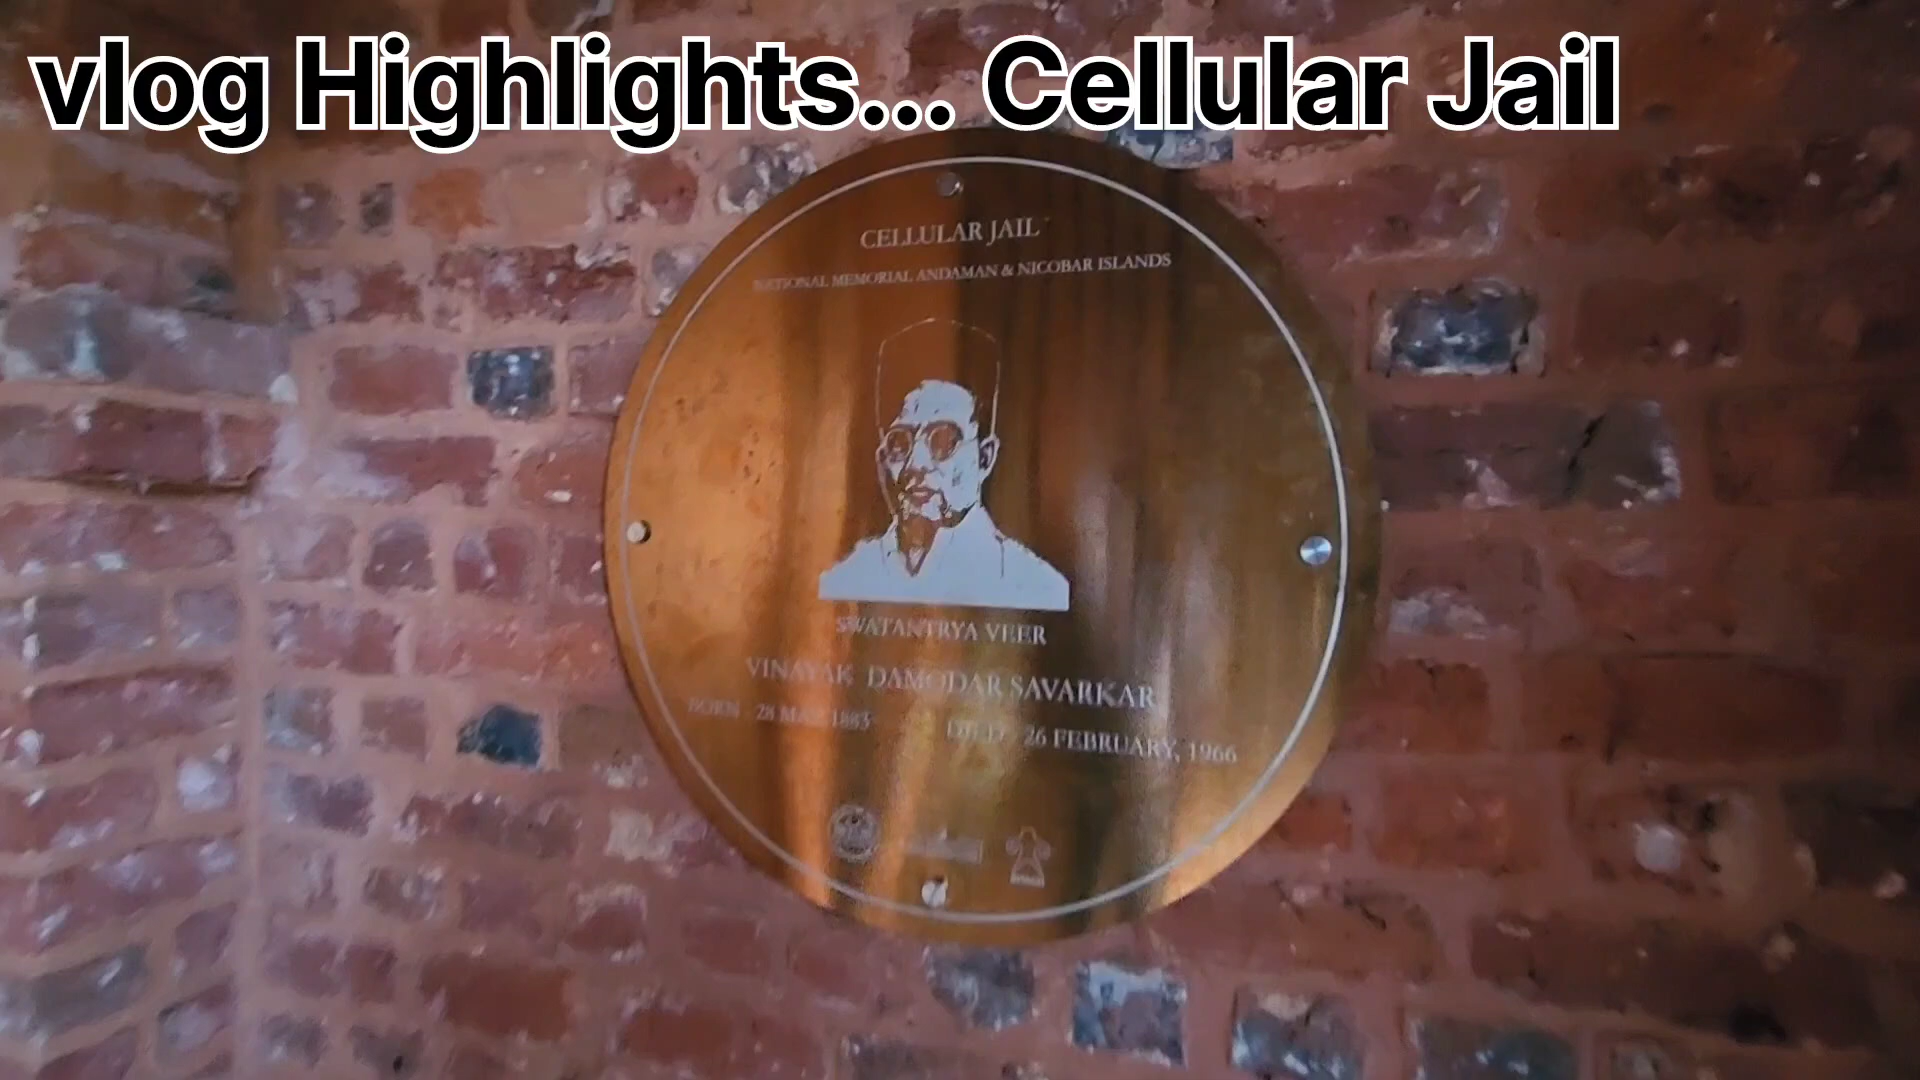 vlog Highlights... Cellular Jail
CELLULAR JAIL
NATIONAL MEMORIAL ANDAMAN & NICOBAR ISLANDS
SWATANTRYA VEER
VINAYAK DAMODAR SAVARKAR
BORN 28 MAY 1883 DIED 26 FEBRUARY, 1966